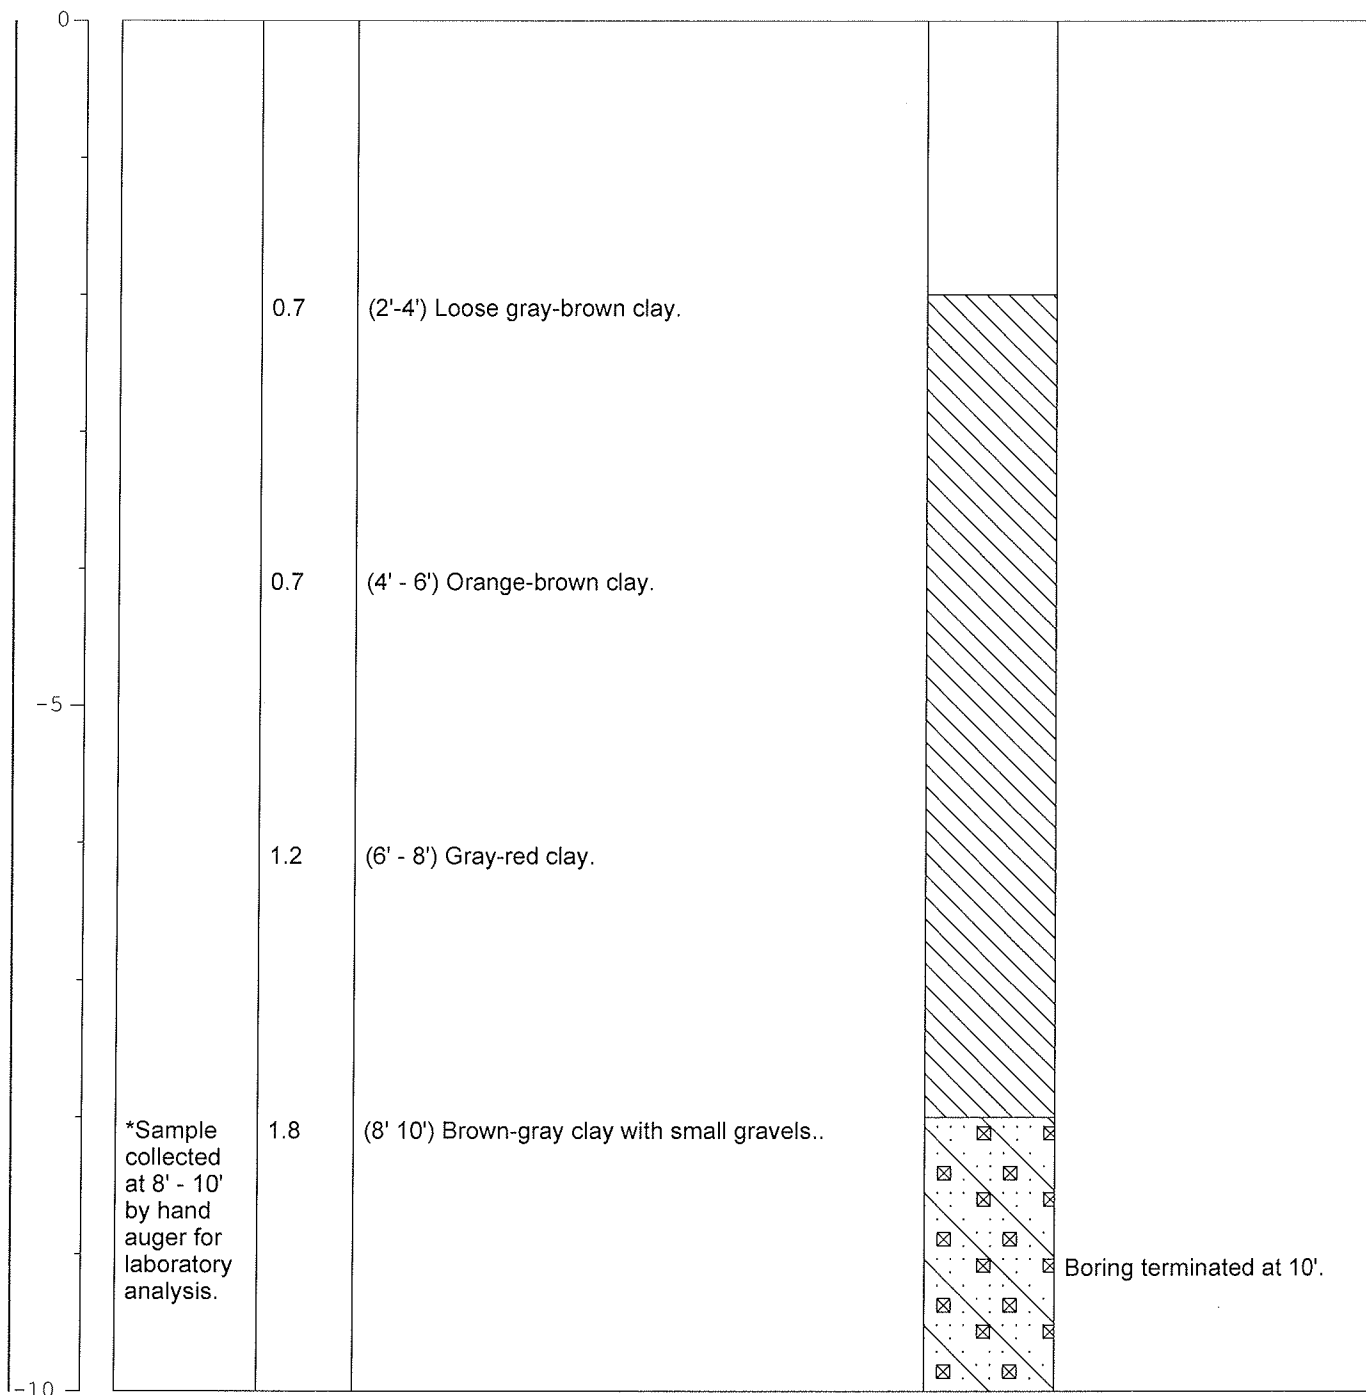 0
0.7 (2'-4') Loose gray-brown clay.
0.7 (4' - 6') Orange-brown clay.
-5
1.2 (6' - 8') Gray-red clay.
*Sample
collected
at 8' - 10'
by hand
auger for
laboratory
analysis.
1.8 (8' 10') Brown-gray clay with small gravels..
Boring terminated at 10'.
-10